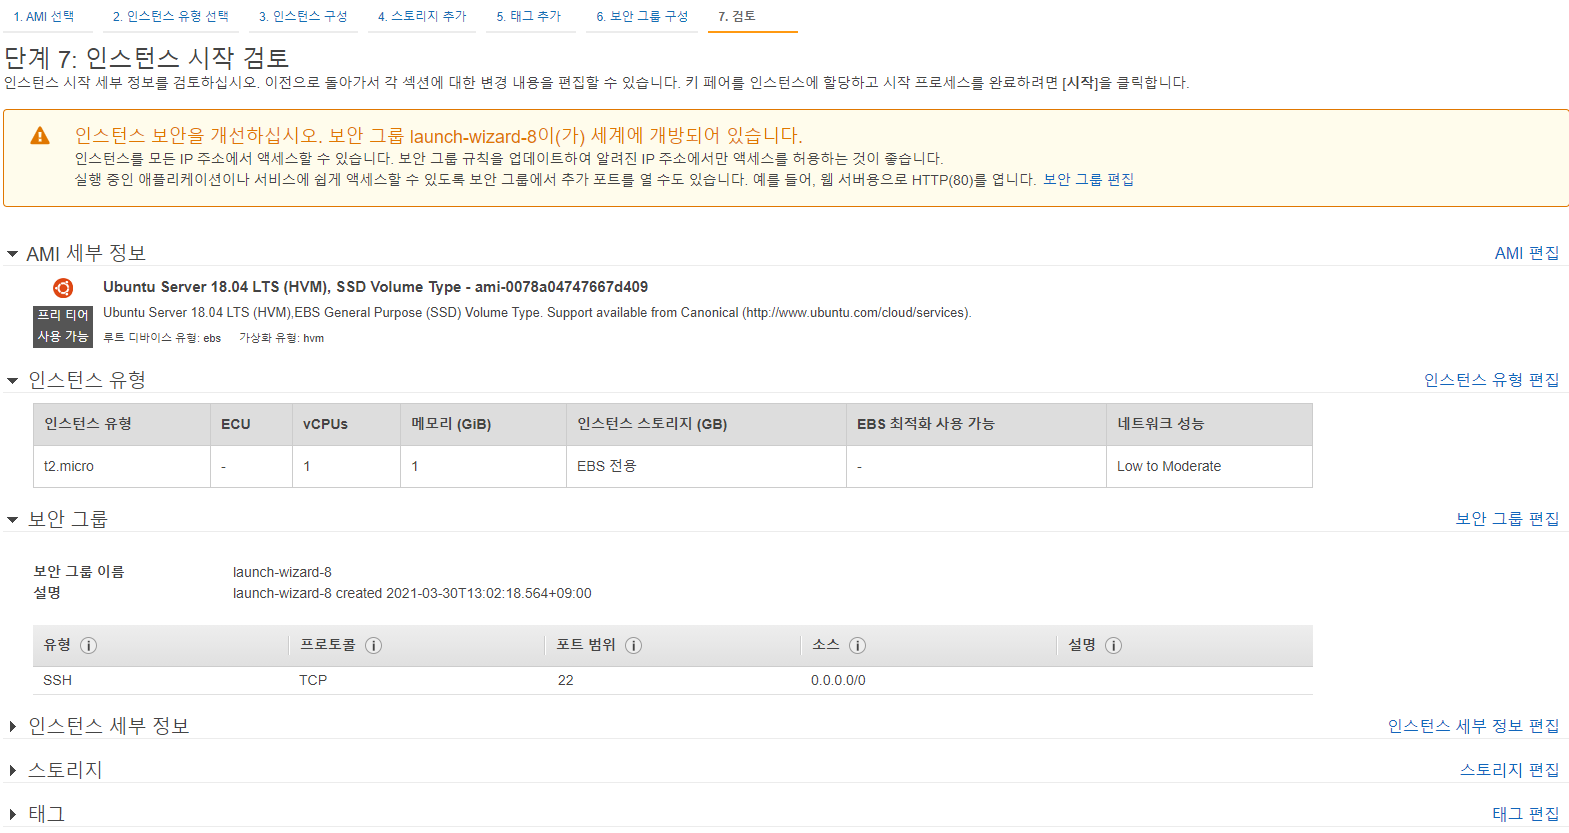 1. AMI 선택 2. 인스턴스 유형 선택 3. 인스턴스 구성 4. 스토리지 추가 5. 태그 추가 6. 보안 그룹 구성 7. 검토
단계 7: 인스턴스 시작 검토
인스턴스 시작 세부 정보를 검토하십시오. 이전으로 돌아가서 각 섹션에 대한 변경 내용을 편집할 수 있습니다. 키 페어를 인스턴스에 할당하고 시작 프로세스를 완료하려면 [시작]을 클릭합니다.
인스턴스 보안을 개선하십시오. 보안 그룹 launch-wizard-8이(가) 세계에 개방되어 있습니다.
인스턴스를 모든 IP 주소에서 액세스할 수 있습니다. 보안 그룹 규칙을 업데이트하여 알려진 IP 주소에서만 액세스를 허용하는 것이 좋습니다.
실행 중인 애플리케이션이나 서비스에 쉽게 액세스할 수 있도록 보안 그룹에서 추가 포트를 열 수도 있습니다. 예를 들어, 웹 서버용으로 HTTP(80)를 엽니다. 보안 그룹 편집
AMI 세부 정보 AMI 편집
Ubuntu Server 18.04 LTS (HVM), SSD Volume Type - ami-0078a04747667d409
프리 티어
사용 가능
Ubuntu Server 18.04 LTS (HVM),EBS General Purpose (SSD) Volume Type. Support available from Canonical (http://www.ubuntu.com/cloud/services).
루트 디바이스 유형: ebs 가상화 유형: hvm
인스턴스 유형 인스턴스 유형 편집
인스턴스 유형 ECU vCPUs 메모리 (GiB) 인스턴스 스토리지 (GB) EBS 최적화 사용 가능 네트워크 성능
t2.micro - 1 1 EBS 전용 - Low to Moderate
보안 그룹 보안 그룹 편집
보안 그룹 이름 launch-wizard-8
설명 launch-wizard-8 created 2021-03-30T13:02:18.564+09:00
유형 프로토콜 포트 범위 소스 설명
SSH TCP 22 0.0.0.0/0
인스턴스 세부 정보 인스턴스 세부 정보 편집
스토리지 스토리지 편집
태그 태그 편집